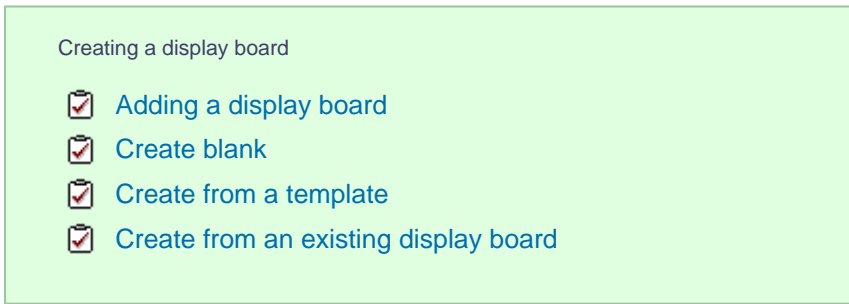 Creating a display board
Adding a display board
Create blank
Create from a template
Create from an existing display board